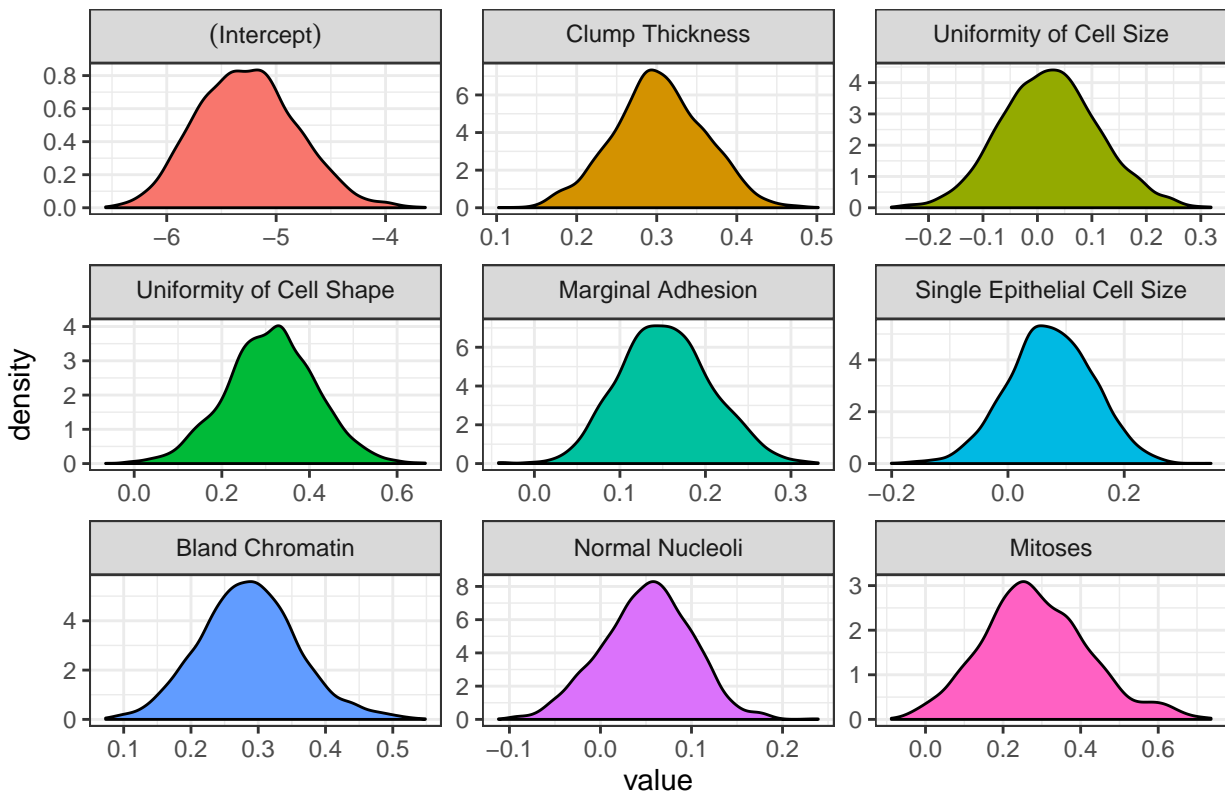 (Intercept) Clump Thickness Uniformity of Cell Size
0.8 6 4
0.6 3
0.4 4 2
0.2 2 1
0.0 0 0
−6 −5 −4 0.1 0.2 0.3 0.4 0.5 −0.2 −0.1 0.0 0.1 0.2 0.3
Uniformity of Cell Shape Marginal Adhesion Single Epithelial Cell Size
4 6 4
3 4
2 2
1 2
0 0 0
0.0 0.2 0.4 0.6 0.0 0.1 0.2 0.3 −0.2 0.0 0.2
density
Bland Chromatin Normal Nucleoli Mitoses
4 8 3
6 2
2 4 1
2
0 0 0
0.1 0.2 0.3 0.4 0.5 −0.1 0.0 0.1 0.2 0.0 0.2 0.4 0.6
value